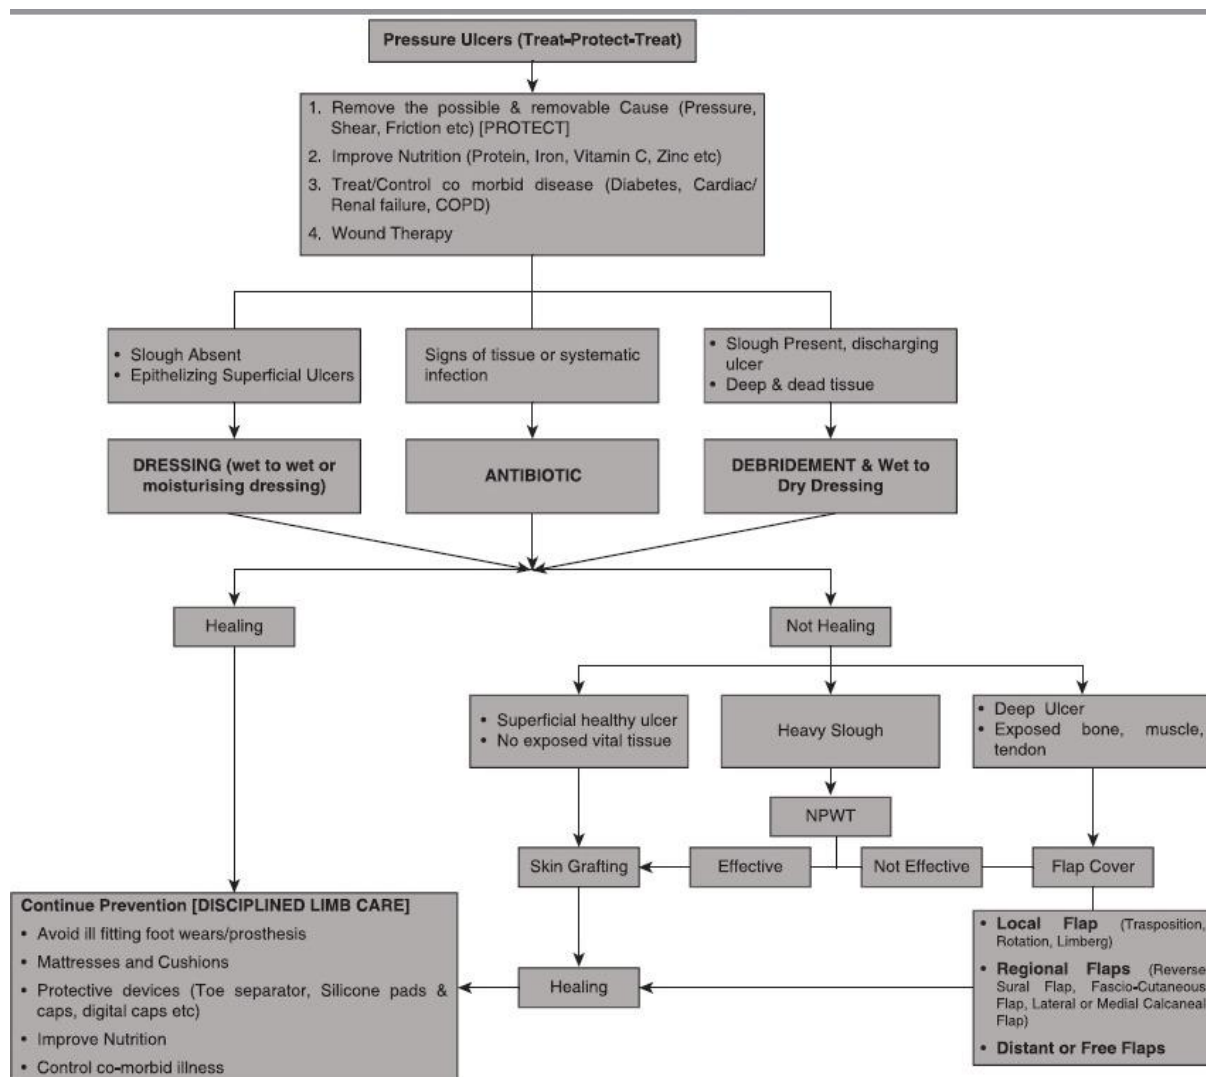 Pressure Ulcers (Treat-Protect-Treat)
1. Remove the possible & removable Cause (Pressure,
Shear, Friction etc) [PROTECT]
2. Improve Nutrition (Protein, Iron, Vitamin C, Zinc etc)
3. Treat/Control co morbid disease (Diabetes, Cardiac/
Renal failure, COPD)
4. Wound Therapy
• Slough Absent
• Epithelizing Superficial Ulcers
Signs of tissue or systematic
infection
• Slough Present, discharging
ulcer
• Deep & dead tissue
DRESSING (wet to wet or
moisturising dressing)
ANTIBIOTIC
DEBRIDEMENT & Wet to
Dry Dressing
Healing
Not Healing
• Superficial healthy ulcer
• No exposed vital tissue
Heavy Slough
• Deep Ulcer
• Exposed bone, muscle,
tendon
NPWT
Skin Grafting
Effective
Not Effective
Flap Cover
Continue Prevention [DISCIPLINED LIMB CARE]
• Avoid ill fitting foot wears/prosthesis
• Mattresses and Cushions
• Protective devices (Toe separator, Silicone pads &
caps, digital caps etc)
• Improve Nutrition
• Control co-morbid illness
Healing
• Local Flap (Trasposition,
Rotation, Limberg)
• Regional Flaps (Reverse
Sural Flap, Fascio-Cutaneous
Flap, Lateral or Medial Calcaneal
Flap)
• Distant or Free Flaps